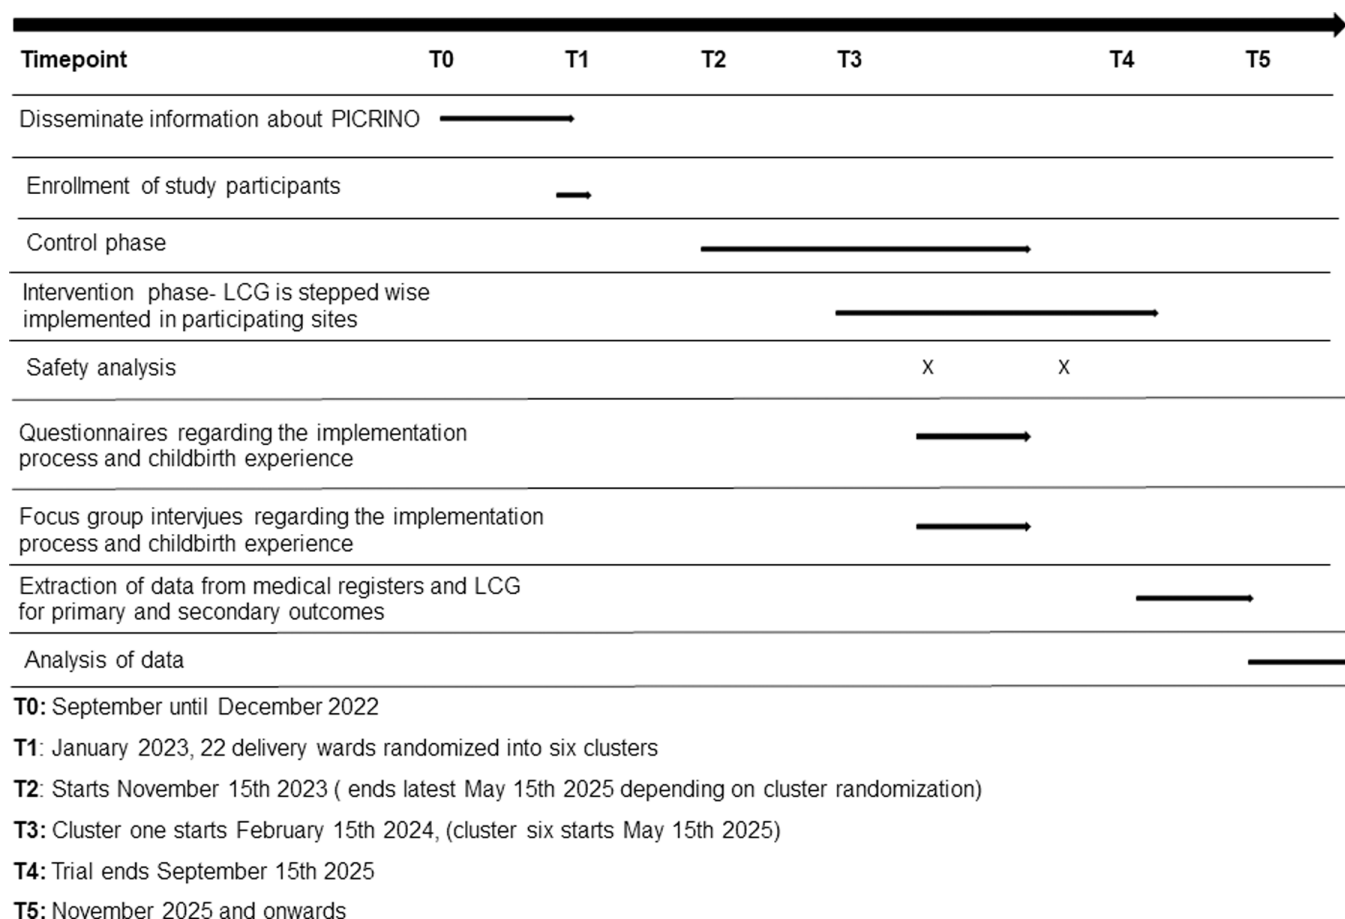 Timepoint T0 T1 T2 T3 T4 T5
Disseminate information about PICRINO
Enrollment of study participants
Control phase
Intervention phase- LCG is stepped wise
implemented in participating sites
Safety analysis X X
Questionnaires regarding the implementation
process and childbirth experience
Focus group intervjues regarding the implementation
process and childbirth experience
Extraction of data from medical registers and LCG
for primary and secondary outcomes
Analysis of data
T0: September until December 2022
T1: January 2023, 22 delivery wards randomized into six clusters
T2: Starts November 15th 2023 ( ends latest May 15th 2025 depending on cluster randomization)
T3: Cluster one starts February 15th 2024, (cluster six starts May 15th 2025)
T4: Trial ends September 15th 2025
T5: November 2025 and onwards